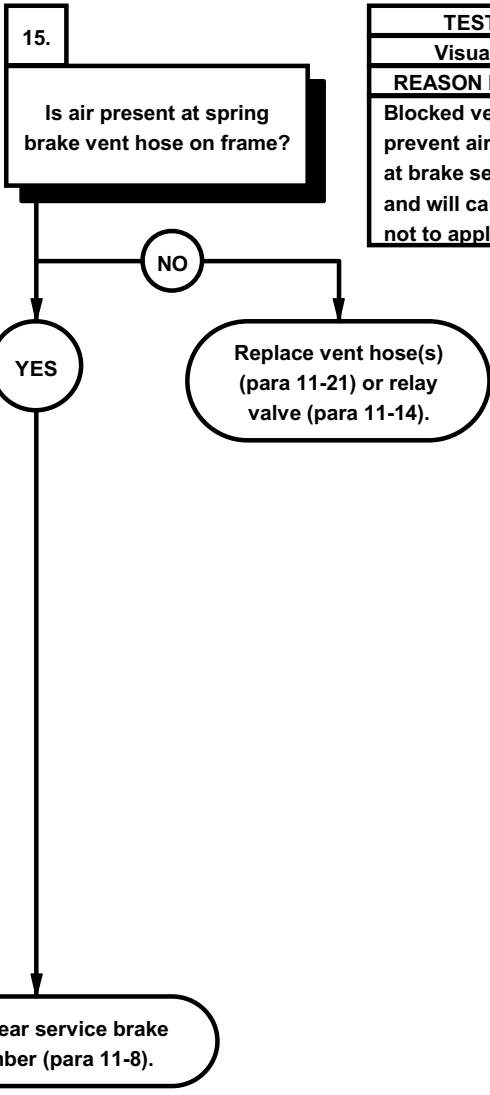 15.
Is air present at spring
brake vent hose on frame?
TEST
Visua
REASON
Blocked ve
prevent air
at brake se
and will ca
not to appl
NO
YES
Replace vent hose(s)
(para 11-21) or relay
valve (para 11-14).
ear service brake
ber (para 11-8).